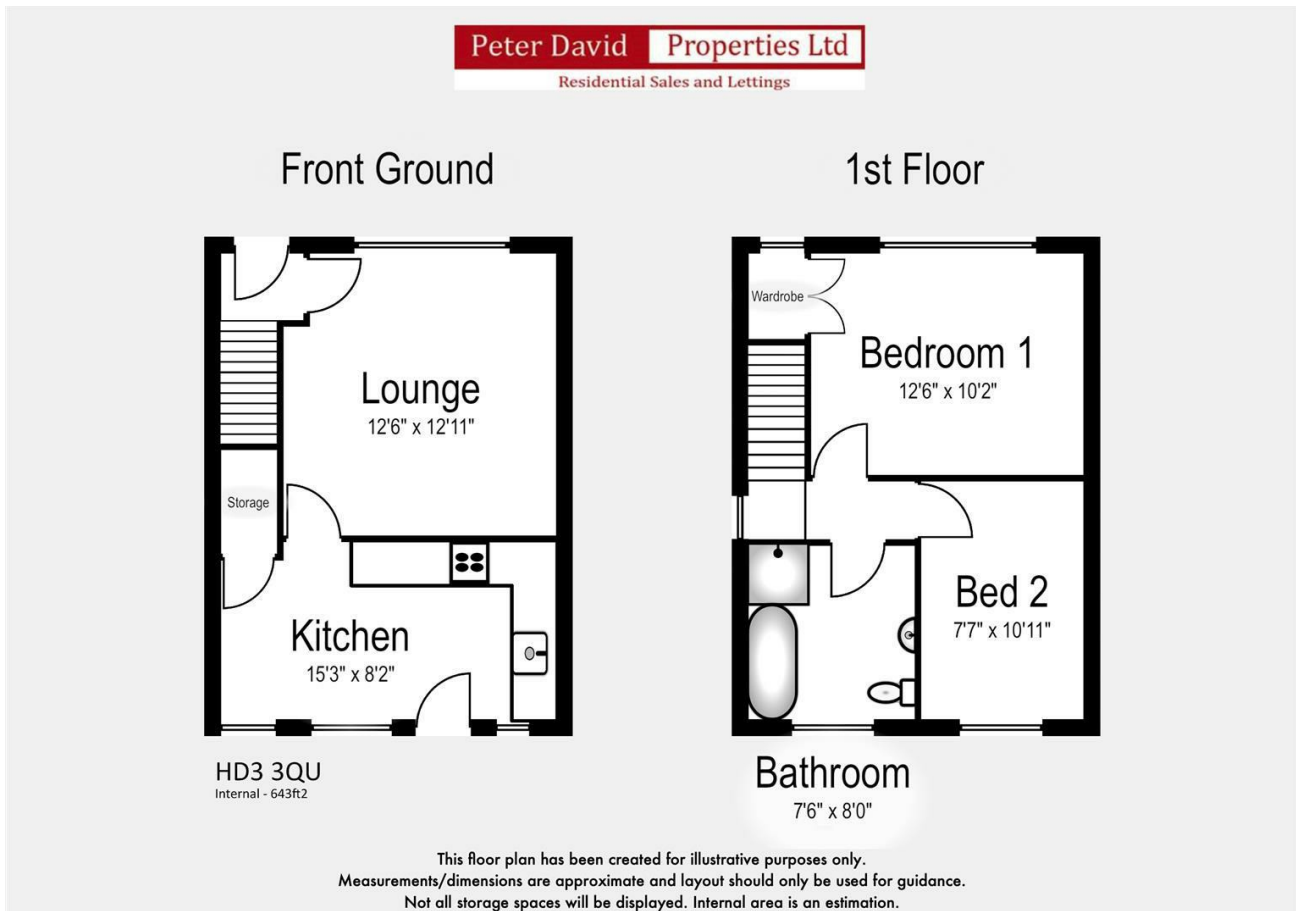 Peter David Properties Ltd
Residential Sales and Lettings
Front Ground
1st Floor
Wardrobe
Bedroom 1
12'6" x 10'2"
Lounge
12'6" x 12'11"
Storage
Bed 2
7'7" x 10'11"
Kitchen
15'3" x 8'2"
HD3 3QU
Internal - 643ft2
Bathroom
7'6" x 8'0"
This floor plan has been created for illustrative purposes only.
Measurements/dimensions are approximate and layout should only be used for guidance.
Not all storage spaces will be displayed. Internal area is an estimation.